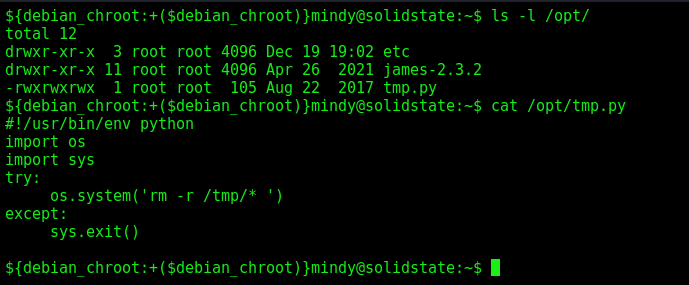 ${debian_chroot:+($debian_chroot)}mindy@solidstate:~$ ls -l /opt/
total 12
drwxr-xr-x  3 root root 4096 Dec 19 19:02 etc
drwxr-xr-x 11 root root 4096 Apr 26  2021 james-2.3.2
-rwxrwxrwx  1 root root  105 Aug 22  2017 tmp.py
${debian_chroot:+($debian_chroot)}mindy@solidstate:~$ cat /opt/tmp.py
#!/usr/bin/env python
import os
import sys
try:
     os.system('rm -r /tmp/* ')
except:
     sys.exit()

${debian_chroot:+($debian_chroot)}mindy@solidstate:~$